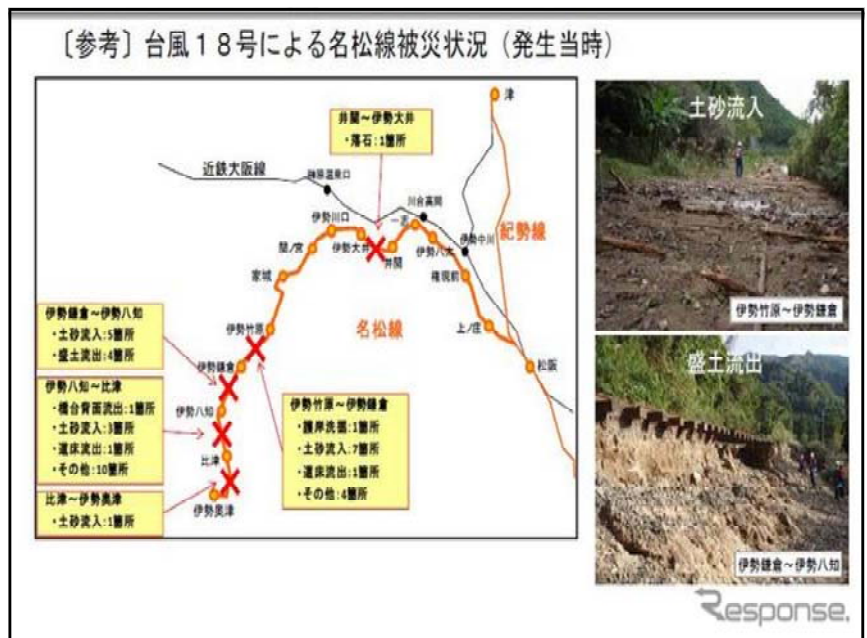 〔参考〕台風１８号による名松線被災状況（発生当時）
井関～伊勢大井
・落石:1箇所
津
近鉄大阪線
榊原温泉口
川合高岡
伊勢川口
一志
関ノ宮
伊勢大井
井関
伊勢八太
伊勢中川
紀勢線
家城
権現前
伊勢竹原
名松線
上ノ庄
松阪
伊勢鎌倉～伊勢八知
・土砂流入:5箇所
・盛土流出:4箇所
伊勢鎌倉
伊勢八知～比津
・橋台背面流出:1箇所
・土砂流入:3箇所
・道床流出:1箇所
・その他:10箇所
伊勢八知
比津
伊勢竹原～伊勢鎌倉
・護岸洗掘:1箇所
・土砂流入:7箇所
・道床流出:1箇所
・その他:4箇所
比津～伊勢奥津
・土砂流入:1箇所
伊勢奥津
土砂流入
伊勢竹原～伊勢鎌倉
盛土流出
伊勢鎌倉～伊勢八知
Response.